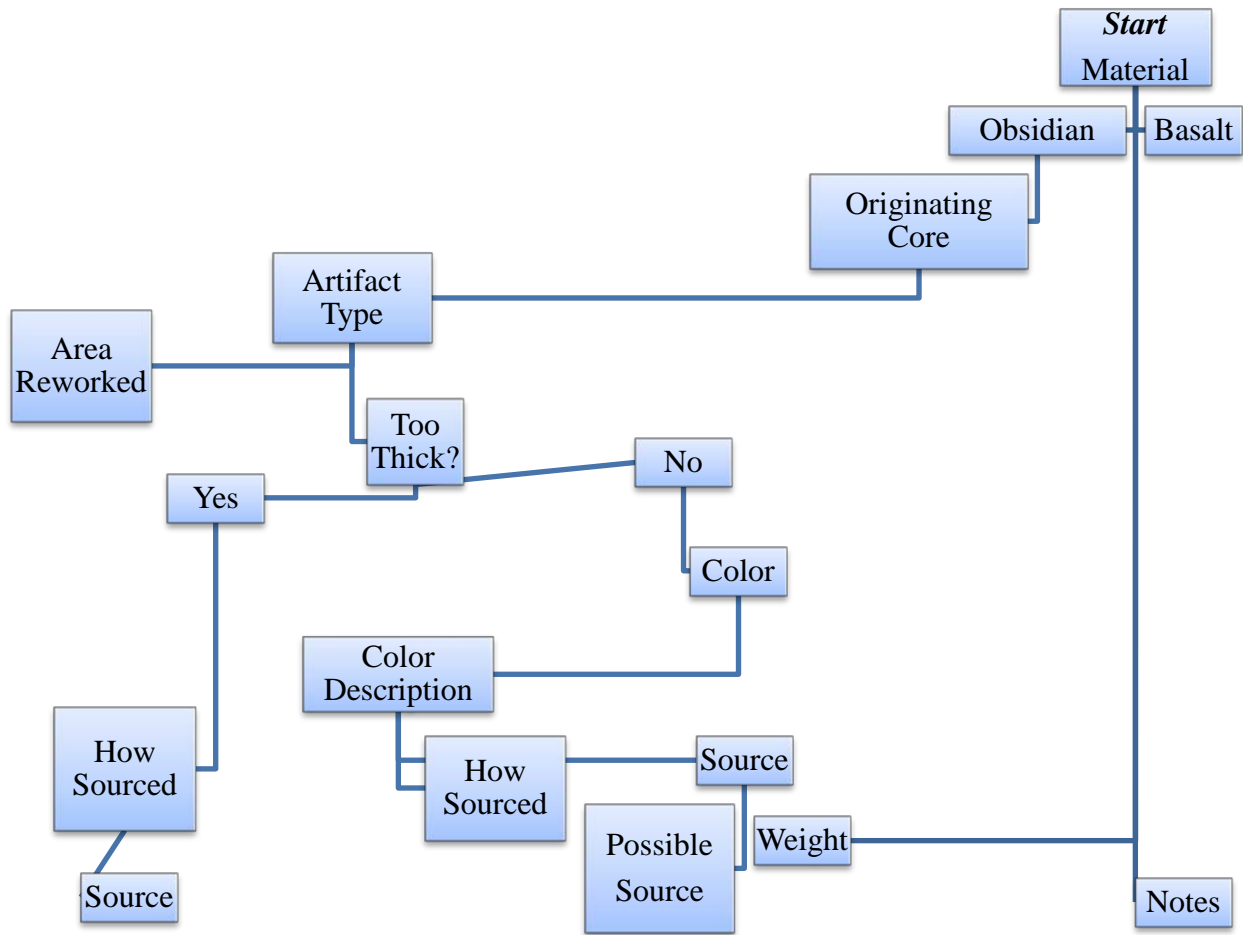 Start
Material
Obsidian
Basalt
Originating
Core
Artifact
Type
Area
Reworked
Too
Thick?
No
Yes
Color
Color
Description
How
Sourced
How
Sourced
Source
Possible
Source
Weight
Source
Notes